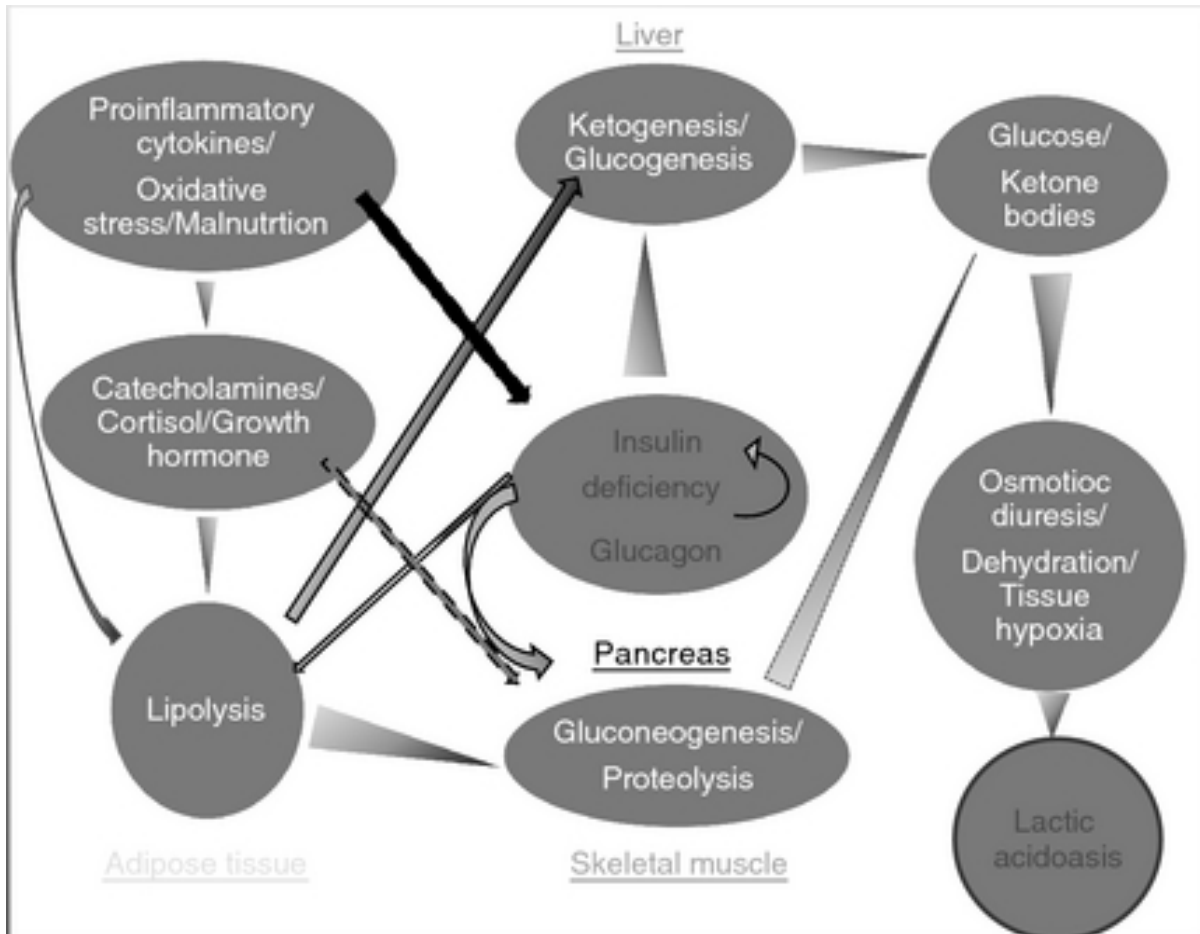 Liver
Proinflammatory
cytokines/
Oxidative
stress/Malnutrtion
Ketogenesis/
Glucogenesis
Glucose/
Ketone
bodies
Catecholamines/
Cortisol/Growth
hormone
Insulin
deficiency
Glucagon
Osmotioc
diuresis/
Dehydration/
Tissue
hypoxia
Pancreas
Lipolysis
Gluconeogenesis/
Proteolysis
Lactic
acidoasis
Adipose tissue
Skeletal muscle